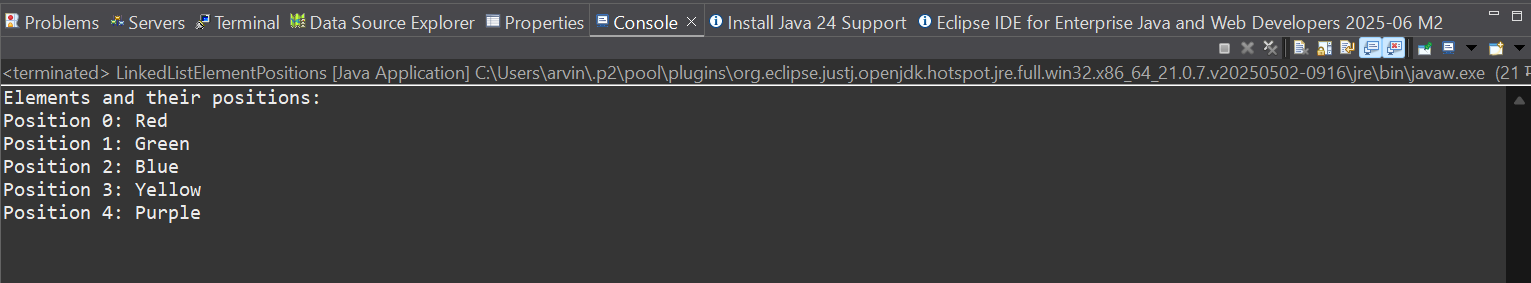 Problems Servers Terminal Data Source Explorer Properties Console Install Java 24 Support Eclipse IDE for Enterprise Java and Web Developers 2025-06 M2
<terminated> LinkedListElementPositions [Java Application] C:\Users\arvin\.p2\pool\plugins\org.eclipse.justj.openjdk.hotspot.jre.full.win32.x86_64_21.0.7.v20250502-0916\jre\bin\javaw.exe (21
Elements and their positions:
Position 0: Red
Position 1: Green
Position 2: Blue
Position 3: Yellow
Position 4: Purple